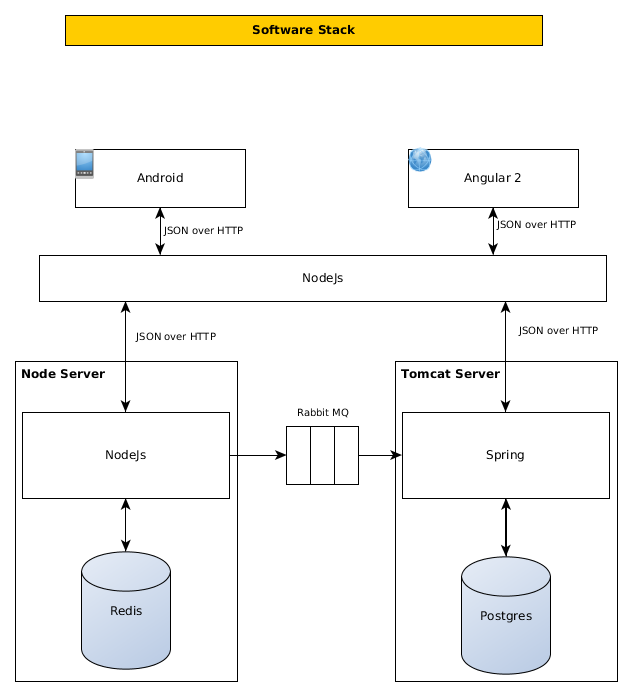 Software Stack
Android
Angular 2
JSON over HTTP
JSON over HTTP
NodeJs
JSON over HTTP
JSON over HTTP
Node Server
Tomcat Server
Rabbit MQ
NodeJs
Spring
Redis
Postgres